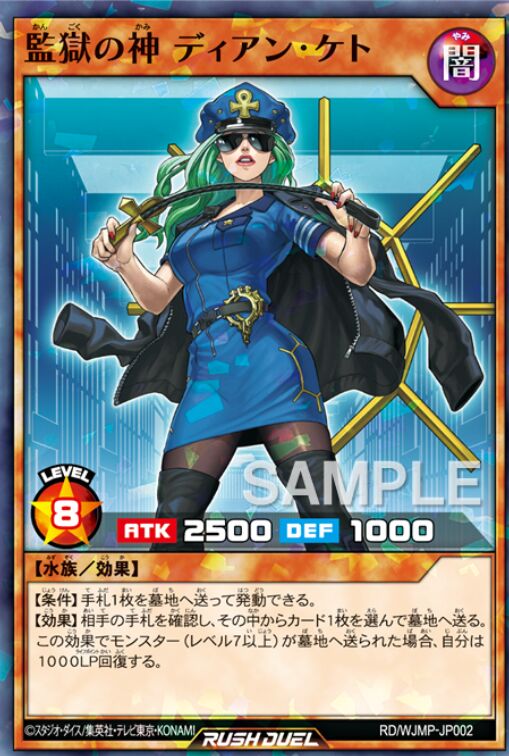 監獄の神 ディアン・ケト
闇
SAMPLE
LEVEL
8
ATK 2500 DEF 1000
【水族／効果】
【条件】手札1枚を墓地へ送って発動できる。
【効果】相手の手札を確認し、その中からカード1枚を選んで墓地へ送る。
この効果でモンスター(レベル7以上)が墓地へ送られた場合、自分は
1000LP回復する。
©スタジオ・ダイス/集英社・テレビ東京・KONAMI
RUSH DUEL
RD/WJMP-JP002